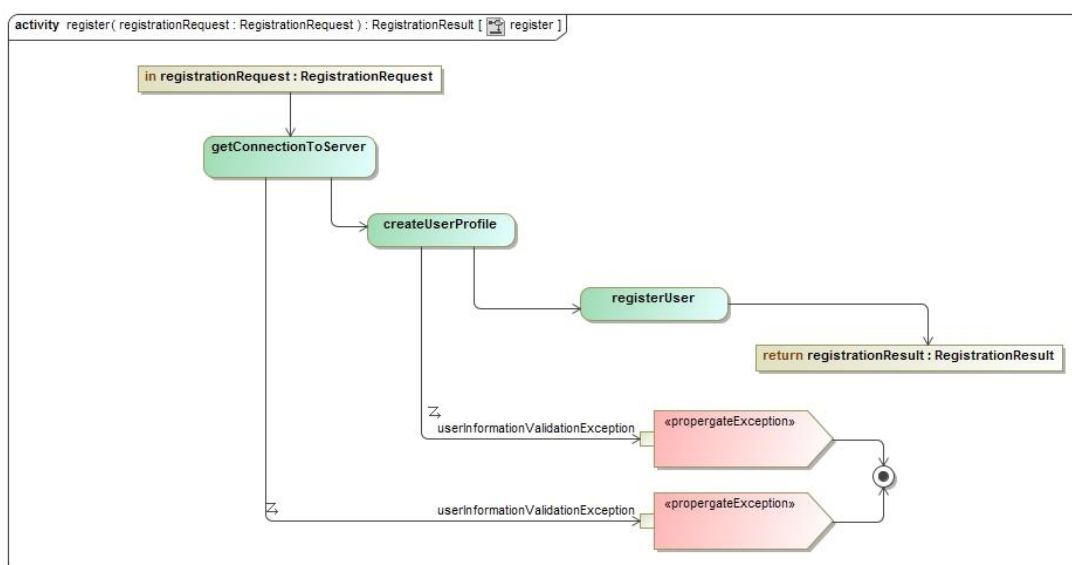 activity register( registrationRequest : RegistrationRequest ) : RegistrationResult [ register ]
in registrationRequest : RegistrationRequest
getConnectionToServer
createUserProfile
registerUser
return registrationResult : RegistrationResult
«propergateException»
userInformationValidationException
«propergateException»
userInformationValidationException